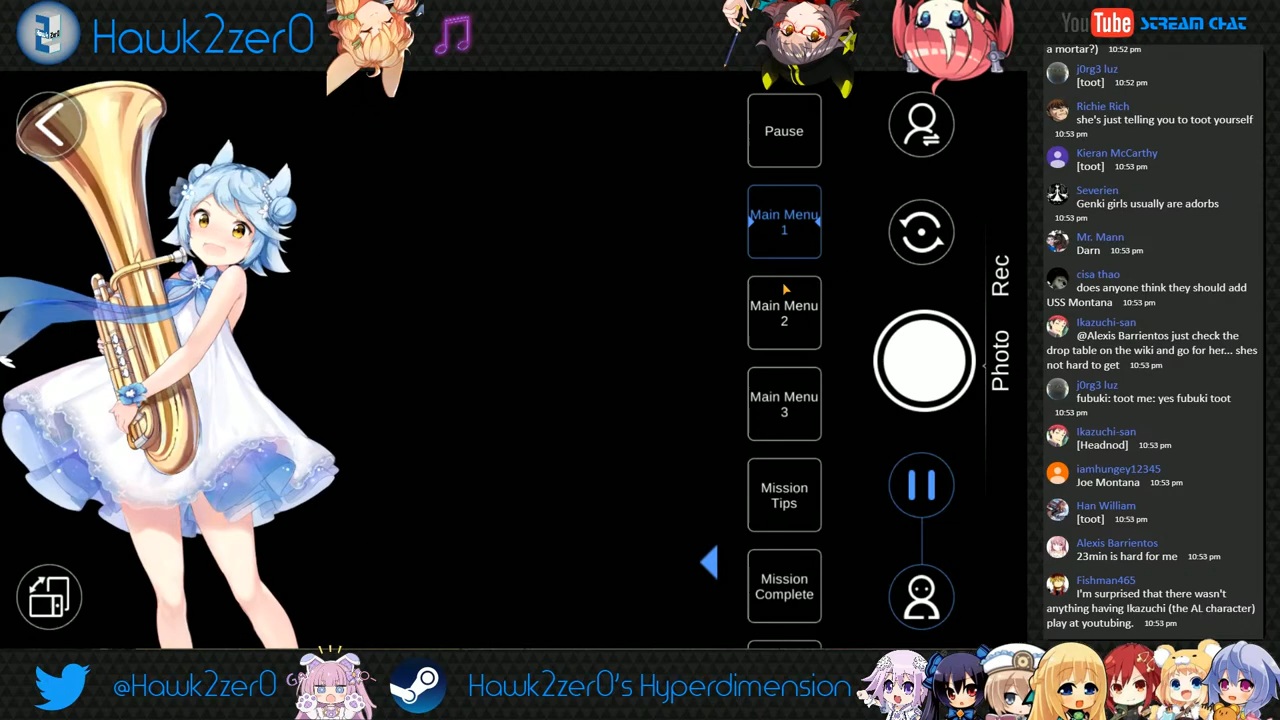 Hawk2zer0
You Tube STREAM CHAT
a mortar?) 10:52 pm
j0rg3 luz
[toot] 10:52 pm
Richie Rich
she's just telling you to toot yourself
10:53 pm
Kieran McCarthy
[toot] 10:53 pm
Severien
Genki girls usually are adorbs
10:53 pm
Mr. Mann
Darn 10:53 pm
cisa thao
does anyone think they should add
USS Montana 10:53 pm
Ikazuchi-san
@Alexis Barrientos just check the
drop table on the wiki and go for her... shes
not hard to get 10:53 pm
j0rg3 luz
fubuki: toot me: yes fubuki toot
10:53 pm
Ikazuchi-san
[Headnod] 10:53 pm
iamhungey12345
Joe Montana 10:53 pm
Han William
[toot] 10:53 pm
Alexis Barrientos
23min is hard for me 10:53 pm
Fishman465
I'm surprised that there wasn't
anything having Ikazuchi (the AL character)
play at youtubing. 10:53 pm
Pause
Main Menu
1
Main Menu
2
Main Menu
3
Mission
Tips
Mission
Complete
Rec
Photo
@Hawk2zer0
Hawk2zer0's Hyperdimension